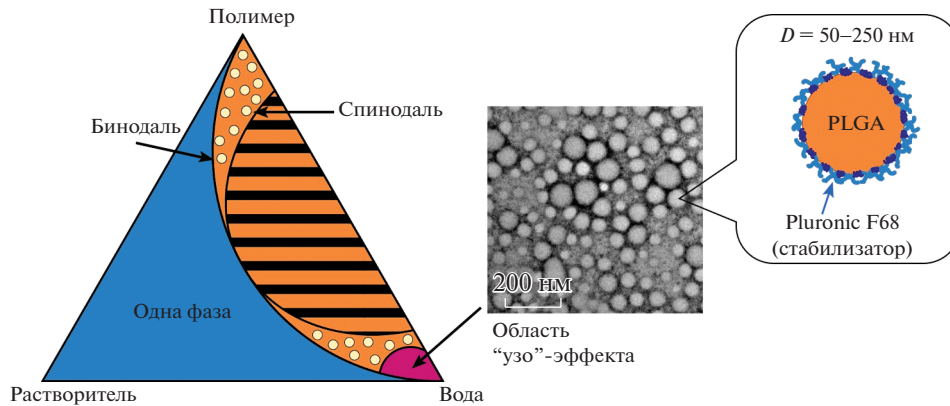 Полимер
Бинодаль
Спинодаль
Одна фаза
Растворитель
Вода
200 нм
Область
“узо”-эффекта
D = 50–250 нм
PLGA
Pluronic F68
(стабилизатор)